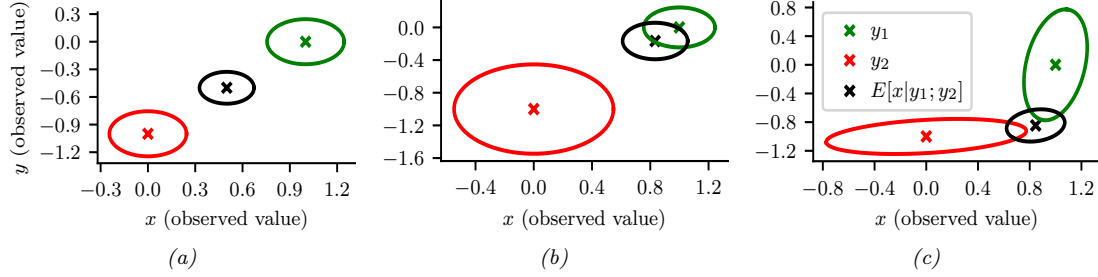 y (observed value)
0.3
0.0
−0.3
−0.6
−0.9
−1.2
−0.3 0.0 0.3 0.6 0.9 1.2
x (observed value)
(a)
0.0
−0.4
−0.8
−1.2
−1.6
−0.4 0.0 0.4 0.8 1.2
x (observed value)
(b)
0.8
0.4
0.0
−0.4
−0.8
−1.2
y₁
y₂
E[x|y₁; y₂]
−0.8 −0.4 0.0 0.4 0.8 1.2
x (observed value)
(c)